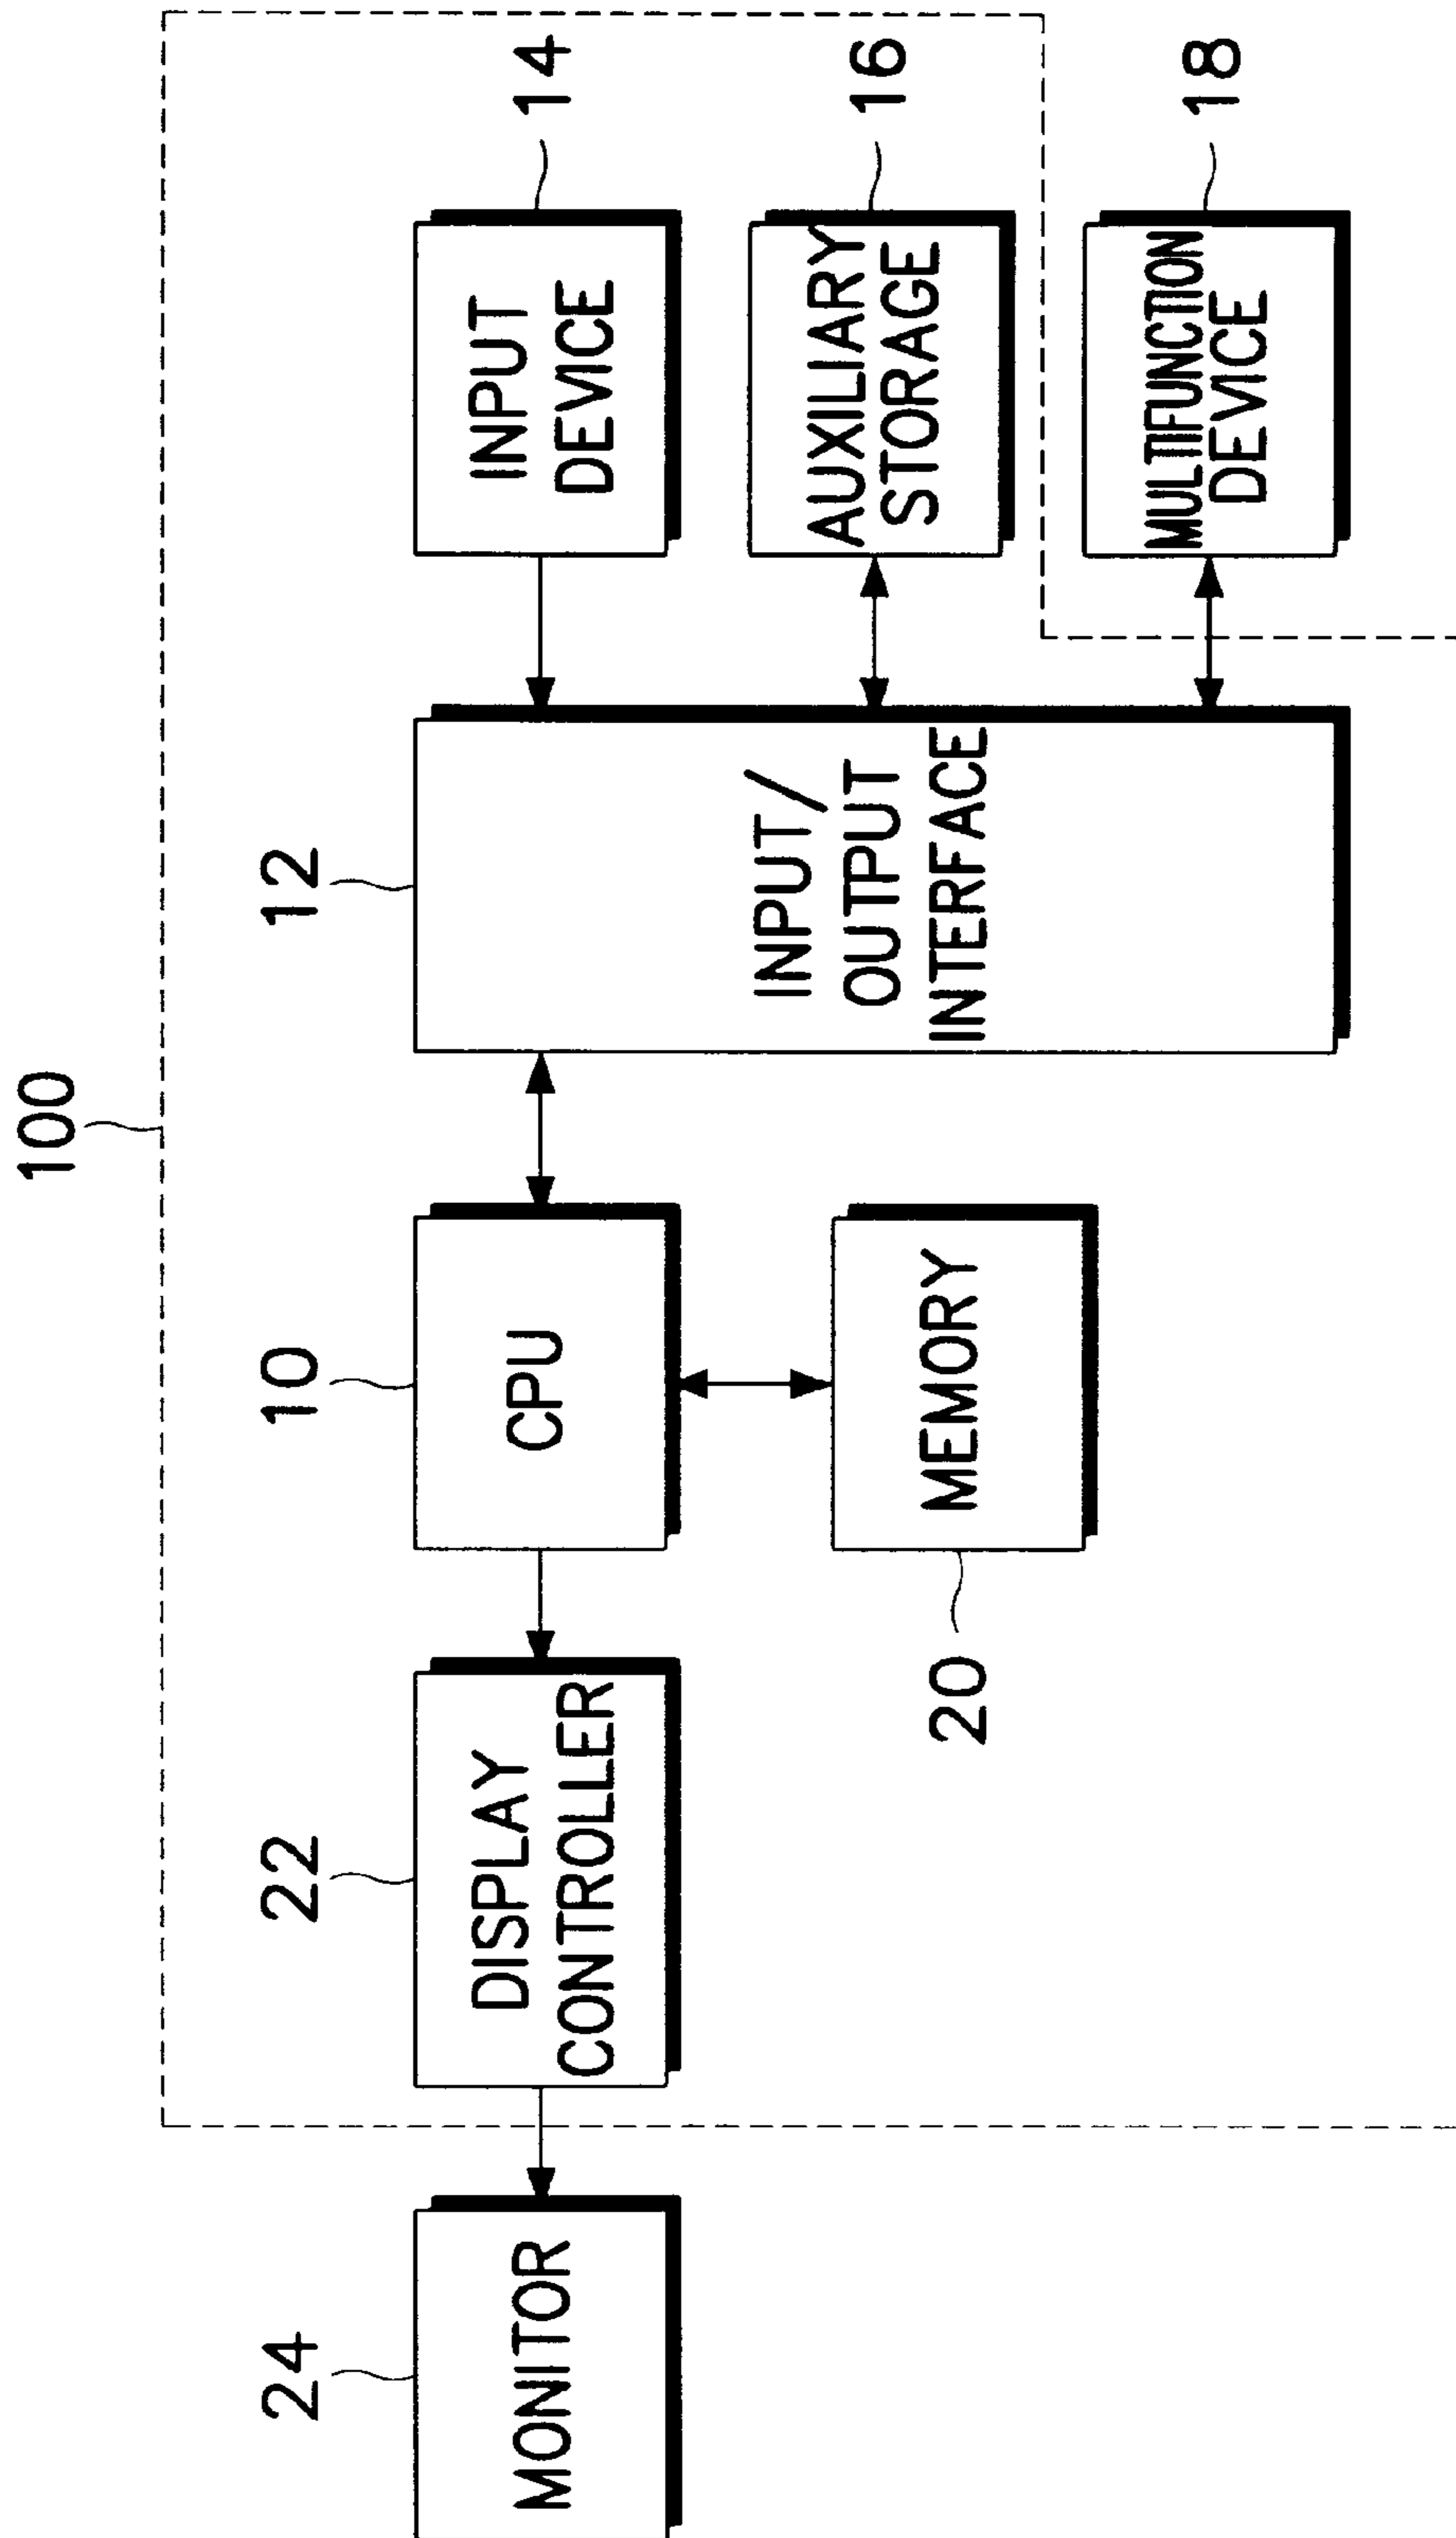 100
24
22
10
12
MONITOR
DISPLAY
CONTROLLER
CPU
INPUT/
OUTPUT
INTERFACE
INPUT
DEVICE
14
AUXILIARY
STORAGE
16
MULTIFUNCTION
DEVICE
18
MEMORY
20